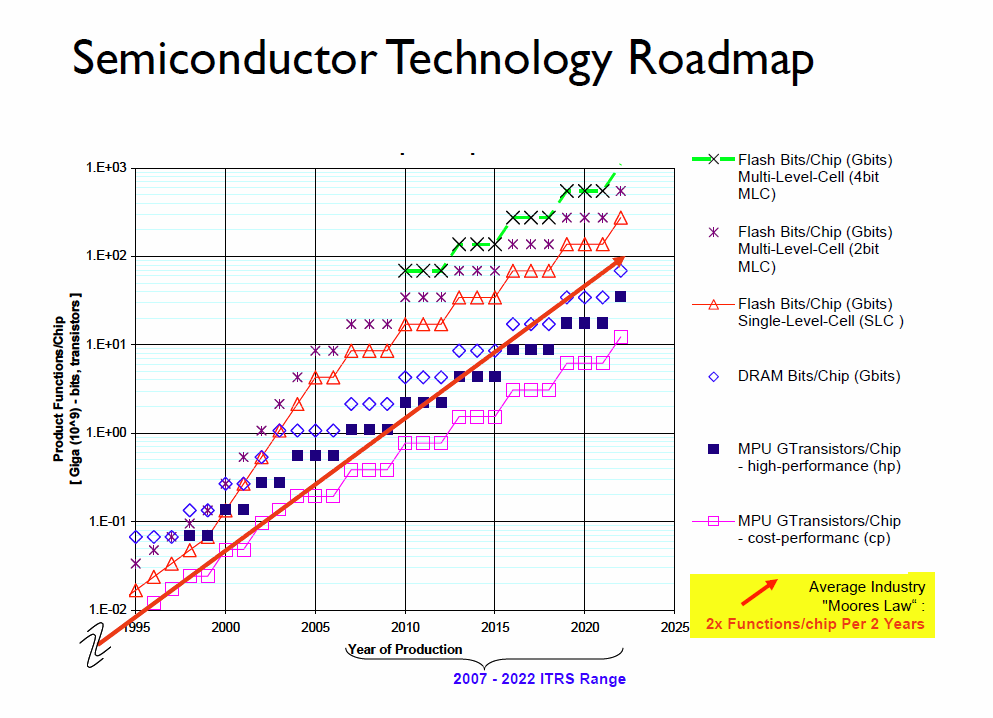 Semiconductor Technology Roadmap
Product Functions/Chip
[ Giga (10^9) - bits, transistors ]
1.E+03
1.E+02
1.E+01
1.E+00
1.E-01
1.E-02
1995
2000
2005
2010
2015
2020
2025
Year of Production
2007 - 2022 ITRS Range
Flash Bits/Chip (Gbits)
Multi-Level-Cell (4bit
MLC)
Flash Bits/Chip (Gbits)
Multi-Level-Cell (2bit
MLC)
Flash Bits/Chip (Gbits)
Single-Level-Cell (SLC )
DRAM Bits/Chip (Gbits)
MPU GTransistors/Chip
- high-performance (hp)
MPU GTransistors/Chip
- cost-performanc (cp)
Average Industry
"Moores Law“ :
2x Functions/chip Per 2 Years